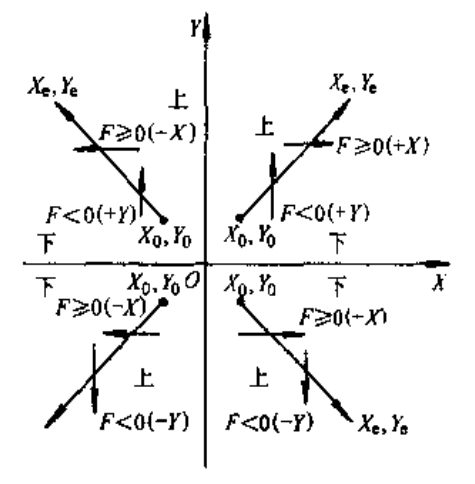 Y
Xₑ, Yₑ
上
Xₑ, Yₑ
F≥0(−X)
上
F≥0(+X)
F<0(+Y)
F<0(+Y)
X₀, Y₀
X₀, Y₀
下
下
下
X₀, Y₀
O
X₀, Y₀
下
X
F≥0(−X)
F≥0(+X)
上
上
F<0(−Y)
F<0(−Y)
Xₑ, Yₑ